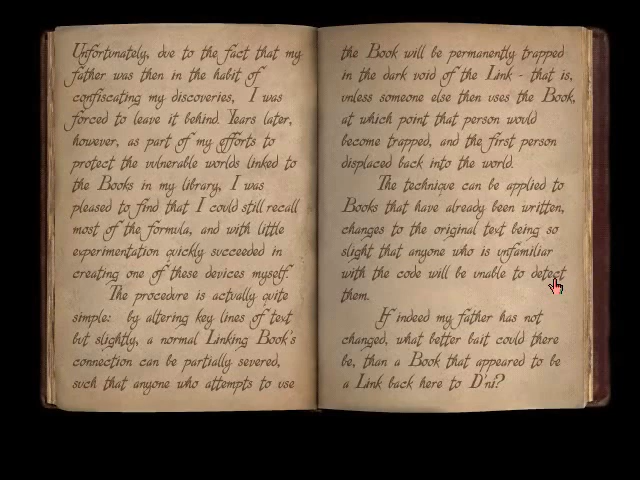 Unfortunately, due to the fact that my
father was then in the habit of
confiscating my discoveries, I was
forced to leave it behind. Years later,
however, as part of my efforts to
protect the vulnerable worlds linked to
the Books in my library, I was
pleased to find that I could still recall
most of the formula, and with little
experimentation quickly succeeded in
creating one of these devices myself.
The procedure is actually quite
simple: by altering key lines of text
but slightly, a normal Linking Book's
connection can be partially severed,
such that anyone who attempts to use
the Book will be permanently trapped
in the dark void of the Link - that is,
unless someone else then uses the Book,
at which point that person would
become trapped, and the first person
displaced back into the world.
The technique can be applied to
Books that have already been written,
changes to the original text being so
slight that anyone who is unfamiliar
with the code will be unable to detect
them.
If indeed my father has not
changed, what better bait could there
be, than a Book that appeared to be
a Link back here to D'ni?